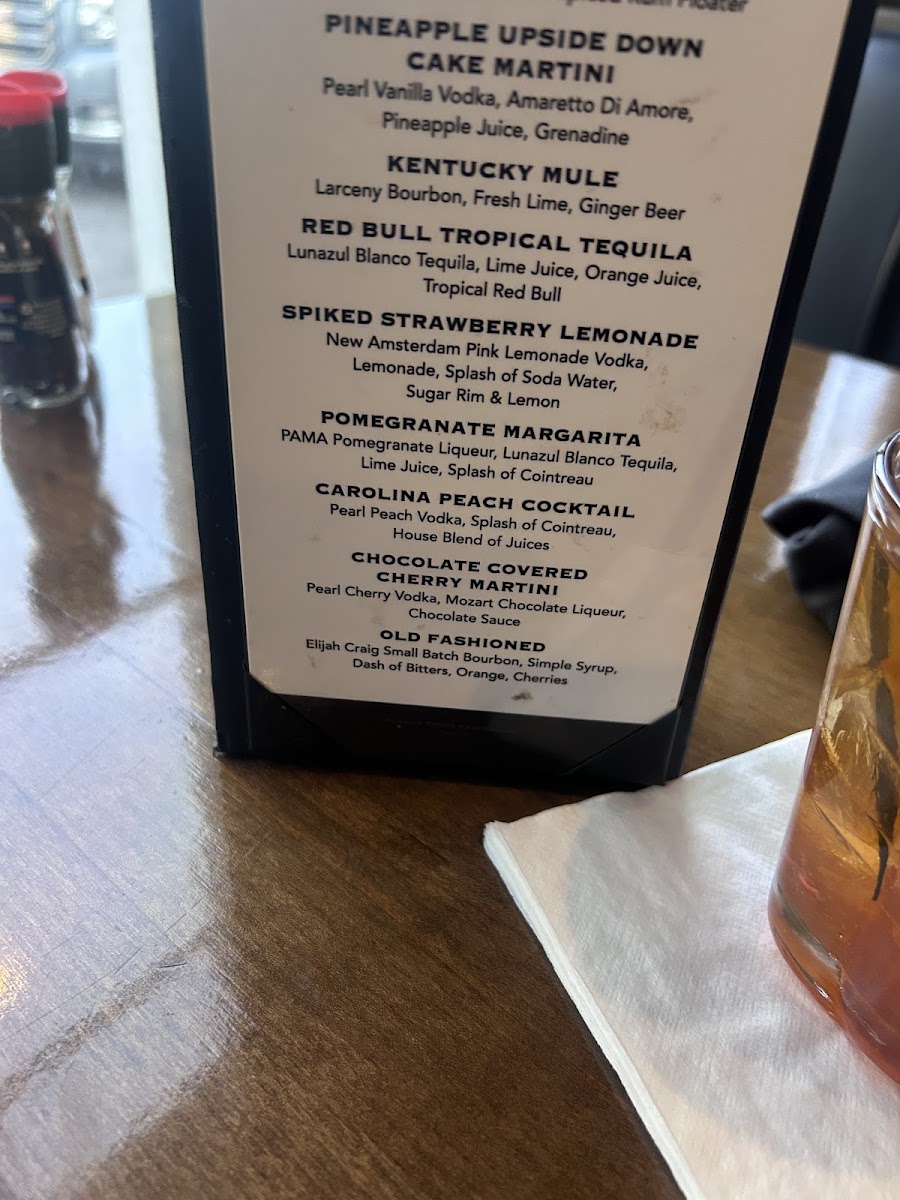 Rum Floater
PINEAPPLE UPSIDE DOWN
CAKE MARTINI
Pearl Vanilla Vodka, Amaretto Di Amore,
Pineapple Juice, Grenadine
KENTUCKY MULE
Larceny Bourbon, Fresh Lime, Ginger Beer
RED BULL TROPICAL TEQUILA
Lunazul Blanco Tequila, Lime Juice, Orange Juice,
Tropical Red Bull
SPIKED STRAWBERRY LEMONADE
New Amsterdam Pink Lemonade Vodka,
Lemonade, Splash of Soda Water,
Sugar Rim & Lemon
POMEGRANATE MARGARITA
PAMA Pomegranate Liqueur, Lunazul Blanco Tequila,
Lime Juice, Splash of Cointreau
CAROLINA PEACH COCKTAIL
Pearl Peach Vodka, Splash of Cointreau,
House Blend of Juices
CHOCOLATE COVERED
CHERRY MARTINI
Pearl Cherry Vodka, Mozart Chocolate Liqueur,
Chocolate Sauce
OLD FASHIONED
Elijah Craig Small Batch Bourbon, Simple Syrup,
Dash of Bitters, Orange, Cherries